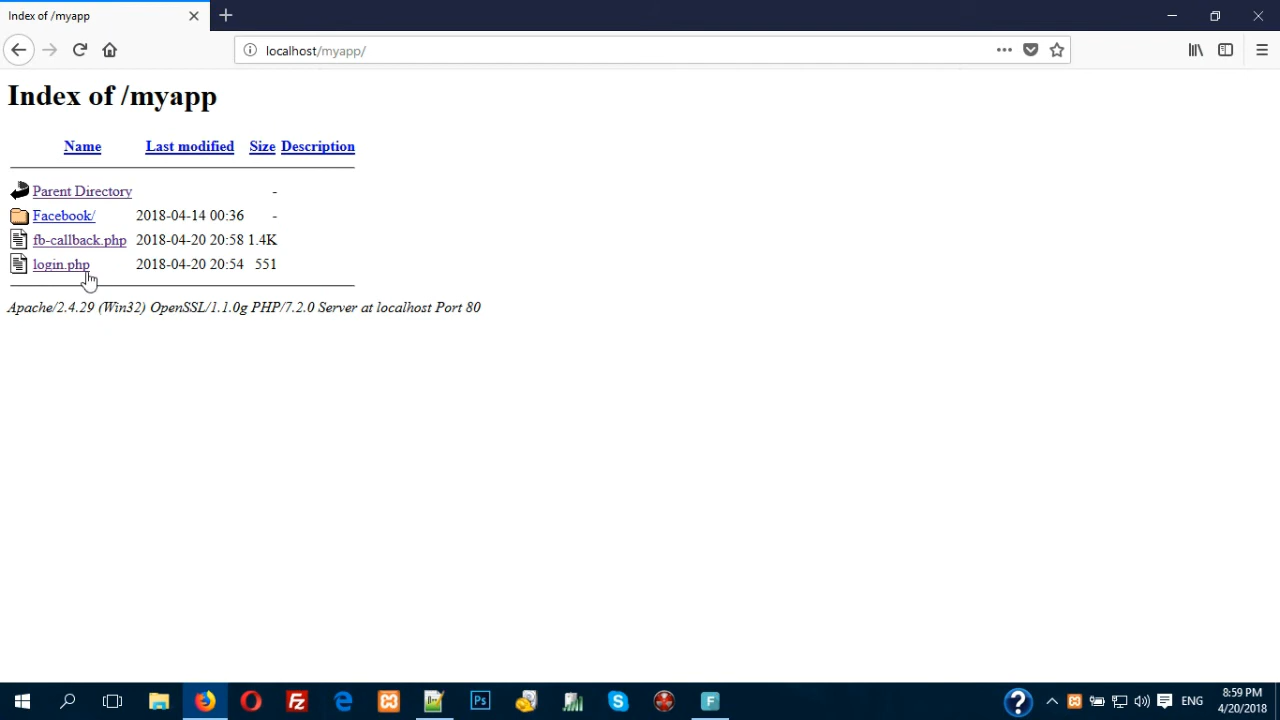 Index of /myapp
localhost/myapp/
Index of /myapp
Name Last modified Size Description
Parent Directory -
Facebook/ 2018-04-14 00:36 -
fb-callback.php 2018-04-20 20:58 1.4K
login.php 2018-04-20 20:54 551
Apache/2.4.29 (Win32) OpenSSL/1.1.0g PHP/7.2.0 Server at localhost Port 80
Ps
F
ENG
8:59 PM
4/20/2018